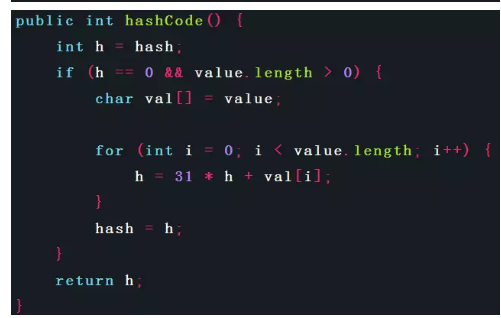 public int hashCode() {
    int h = hash;
    if (h == 0 && value.length > 0) {
        char val[] = value;
        for (int i = 0; i < value.length; i++) {
            h = 31 * h + val[i];
        }
        hash = h;
    }
    return h;
}